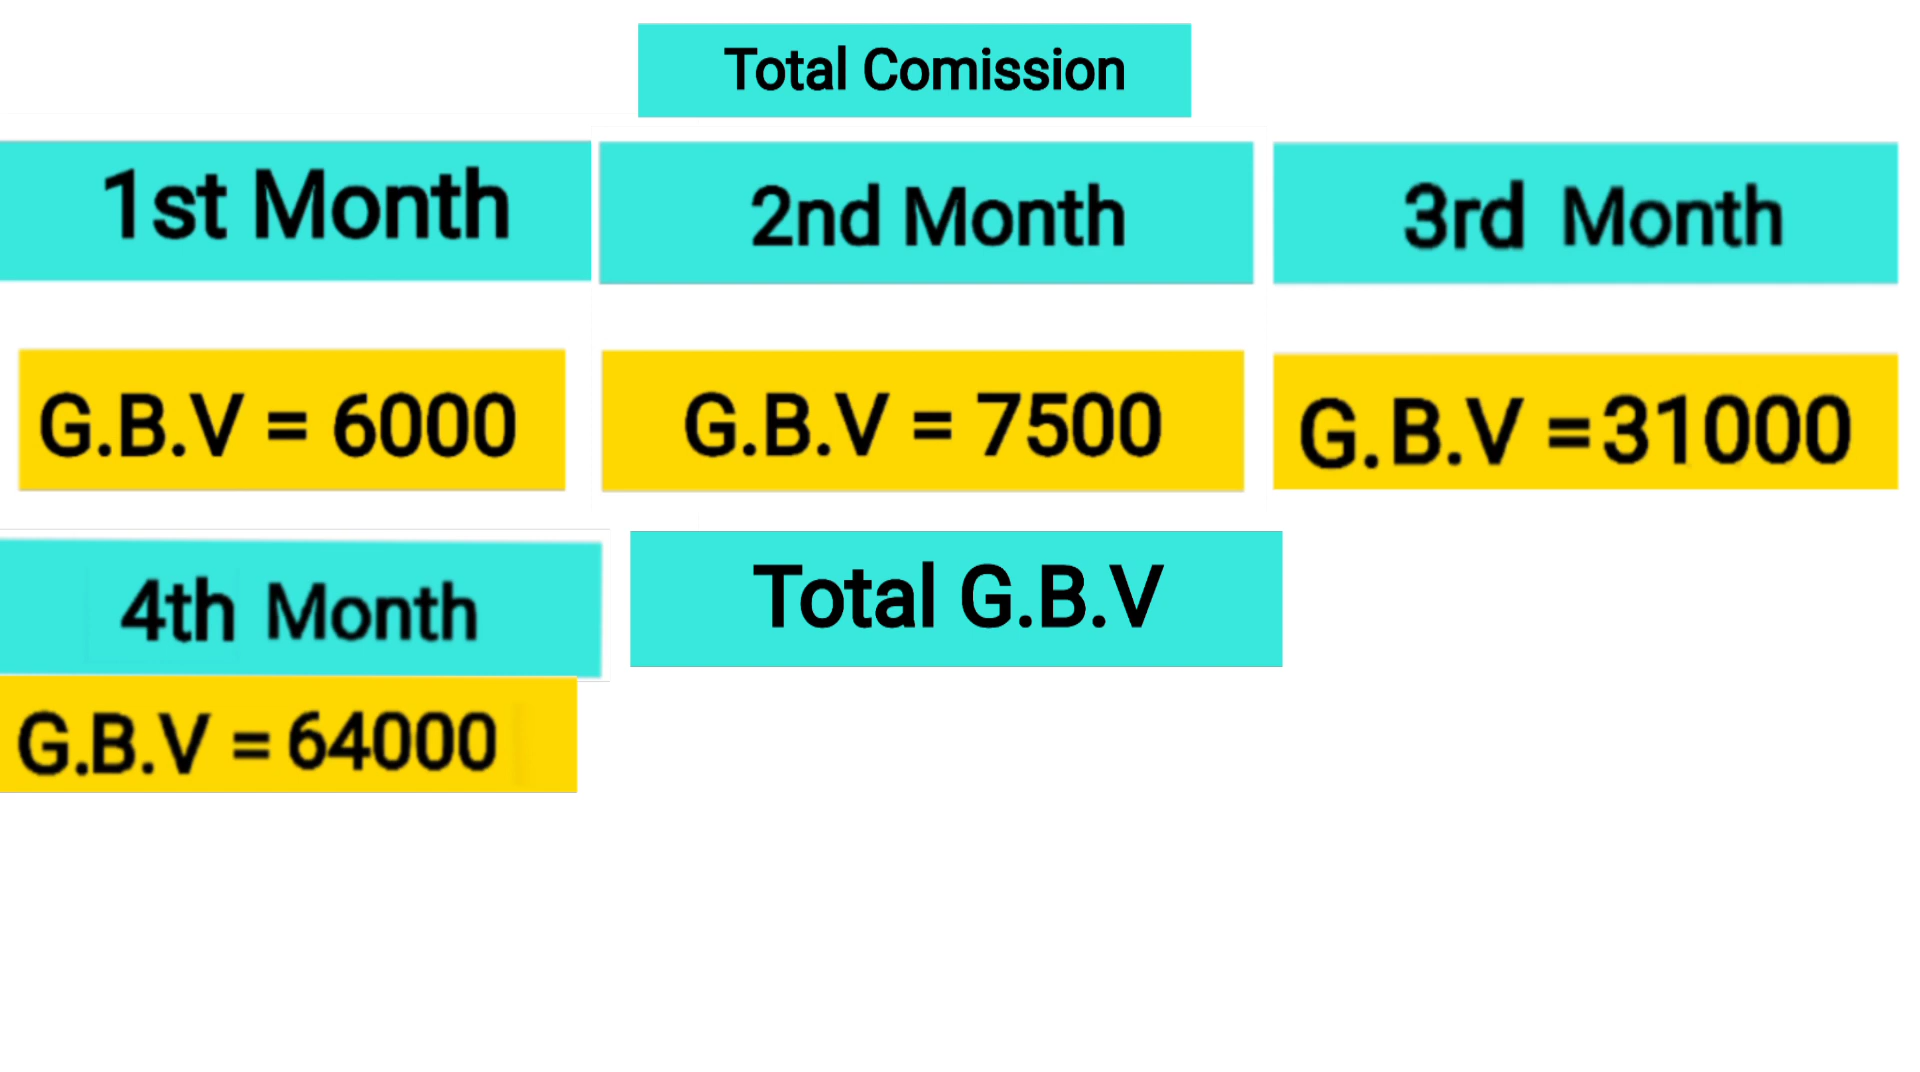 Total Comission
1st Month
2nd Month
3rd Month
G.B.V = 6000
G.B.V = 7500
G.B.V =31000
4th Month
Total G.B.V
G.B.V = 64000